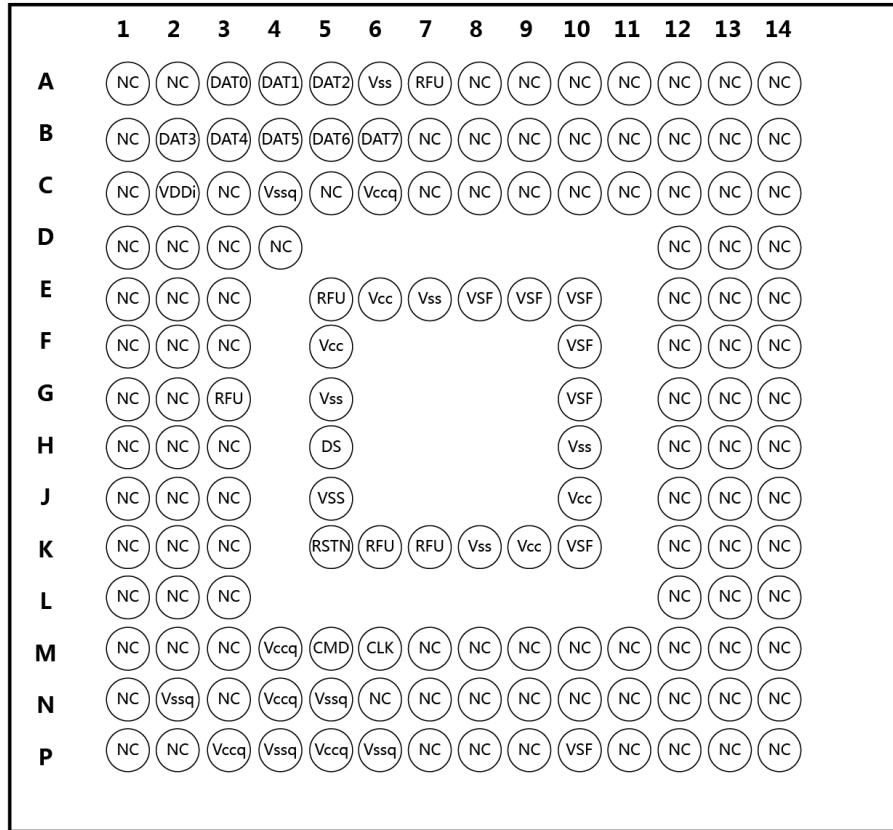 1 2 3 4 5 6 7 8 9 10 11 12 13 14
A NC NC DAT0 DAT1 DAT2 Vss RFU NC NC NC NC NC NC NC
B NC DAT3 DAT4 DAT5 DAT6 DAT7 NC NC NC NC NC NC NC NC
C NC VDDi NC Vssq NC Vccq NC NC NC NC NC NC NC NC
D NC NC NC NC NC NC NC
E NC NC NC RFU Vcc Vss VSF VSF VSF NC NC NC
F NC NC NC Vcc VSF NC NC NC
G NC NC RFU Vss VSF NC NC NC
H NC NC NC DS Vss NC NC NC
J NC NC NC VSS Vcc NC NC NC
K NC NC NC RSTN RFU RFU Vss Vcc VSF NC NC NC
L NC NC NC NC NC NC
M NC NC NC Vccq CMD CLK NC NC NC NC NC NC NC NC
N NC Vssq NC Vccq Vssq NC NC NC NC NC NC NC NC NC
P NC NC Vccq Vssq Vccq Vssq NC NC NC VSF NC NC NC NC